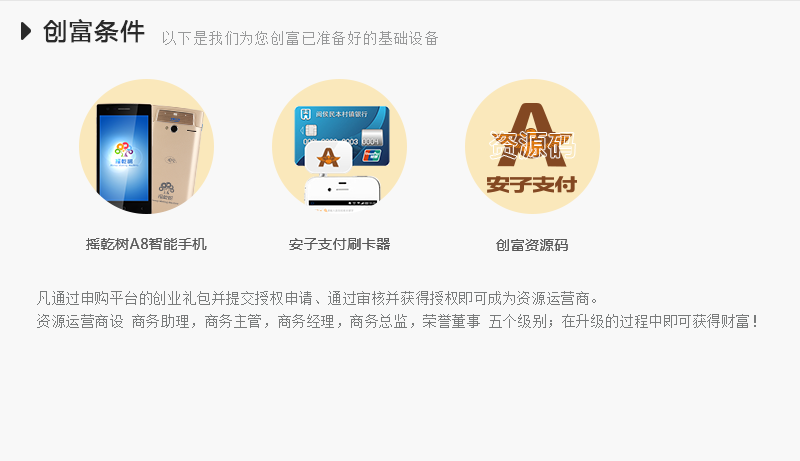 创富条件
以下是我们为您创富已准备好的基础设备
摇乾树
摇乾树
闽侯民本村镇银行
资源码
安子支付
摇乾树A8智能手机
安子支付刷卡器
创富资源码
凡通过申购平台的创业礼包并提交授权申请、通过审核并获得授权即可成为资源运营商。
资源运营商设 商务助理，商务主管，商务经理，商务总监，荣誉董事 五个级别；在升级的过程中即可获得财富！